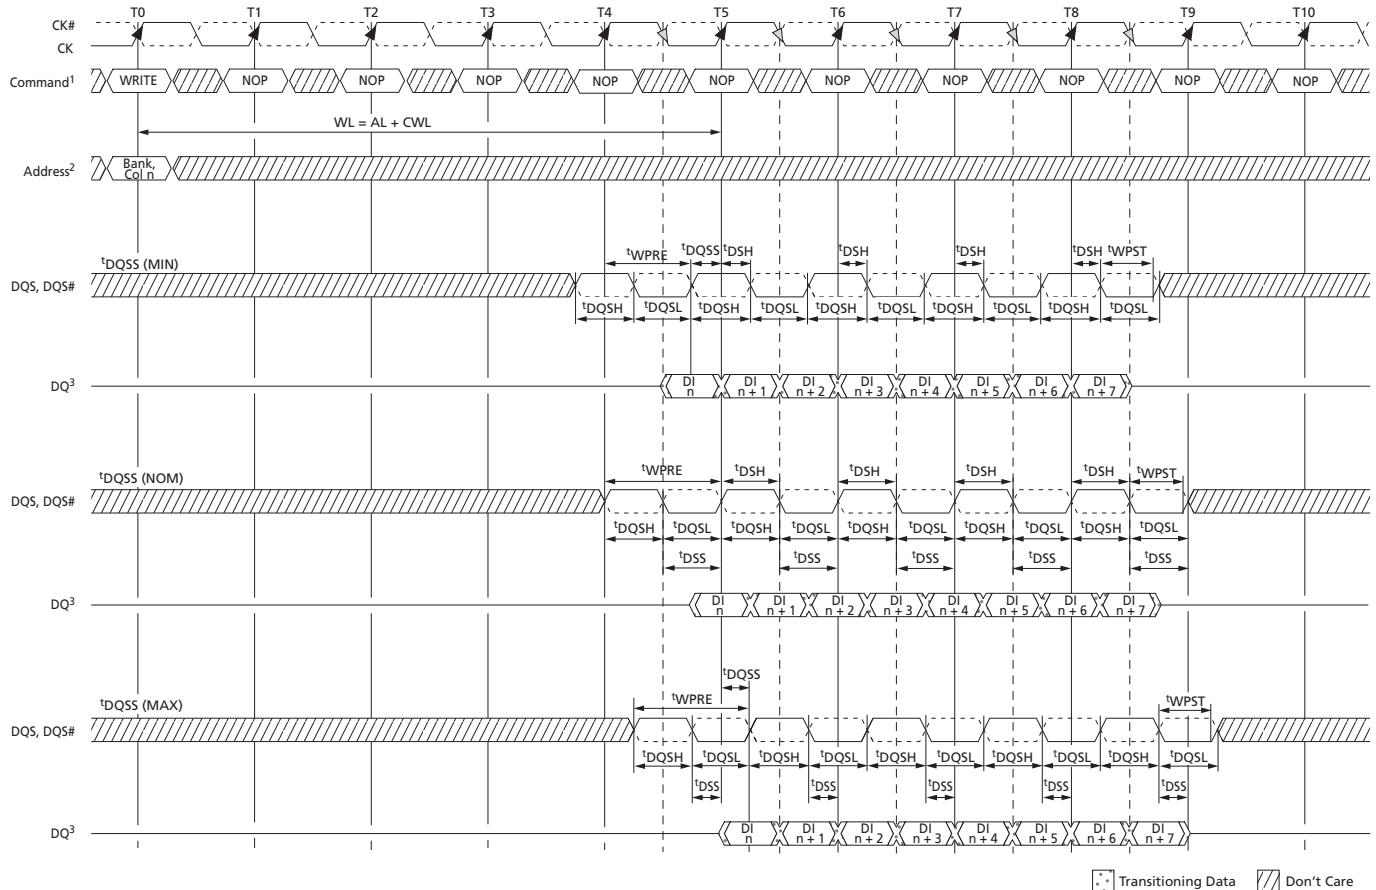 T0 T1 T2 T3 T4 T5 T6 T7 T8 T9 T10
CK#
CK
Command¹ WRITE NOP NOP NOP NOP NOP NOP NOP NOP NOP NOP
WL = AL + CWL
Address² Bank,
Col n
tDQSS (MIN) tWPRE tDQSS tDSH tDSH tDSH tDSH tWPST
DQS, DQS#
tDQSH tDQSL tDQSH tDQSL tDQSH tDQSL tDQSH tDQSL tDQSH tDQSL
DQ³ DI DI DI DI DI DI DI DI
n n + 1 n + 2 n + 3 n + 4 n + 5 n + 6 n + 7
tDQSS (NOM) tWPRE tDSH tDSH tDSH tDSH tWPST
DQS, DQS#
tDQSH tDQSL tDQSH tDQSL tDQSH tDQSL tDQSH tDQSL tDQSH tDQSL
tDSS tDSS tDSS tDSS tDSS
DQ³ DI DI DI DI DI DI DI DI
n n + 1 n + 2 n + 3 n + 4 n + 5 n + 6 n + 7
tDQSS
tDQSS (MAX) tWPRE tWPST
DQS, DQS#
tDQSH tDQSL tDQSH tDQSL tDQSH tDQSL tDQSH tDQSL tDQSH tDQSL
tDSS tDSS tDSS tDSS tDSS
DQ³ DI DI DI DI DI DI DI DI
n n + 1 n + 2 n + 3 n + 4 n + 5 n + 6 n + 7
Transitioning Data Don't Care